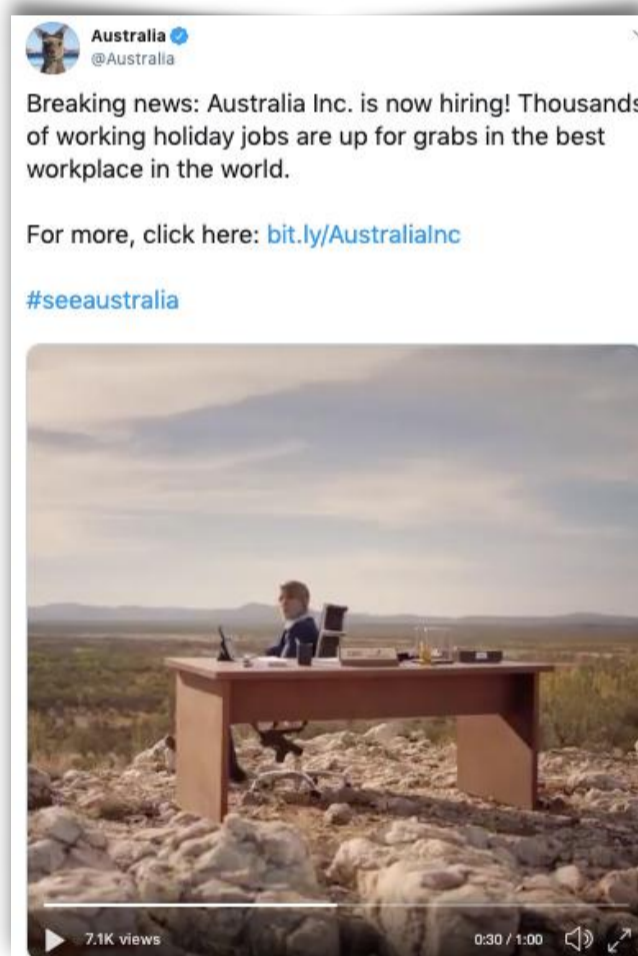 Australia
@Australia
Breaking news: Australia Inc. is now hiring! Thousands
of working holiday jobs are up for grabs in the best
workplace in the world.
For more, click here: bit.ly/AustraliaInc
#seeaustralia
7.1K views
0:30 / 1:00